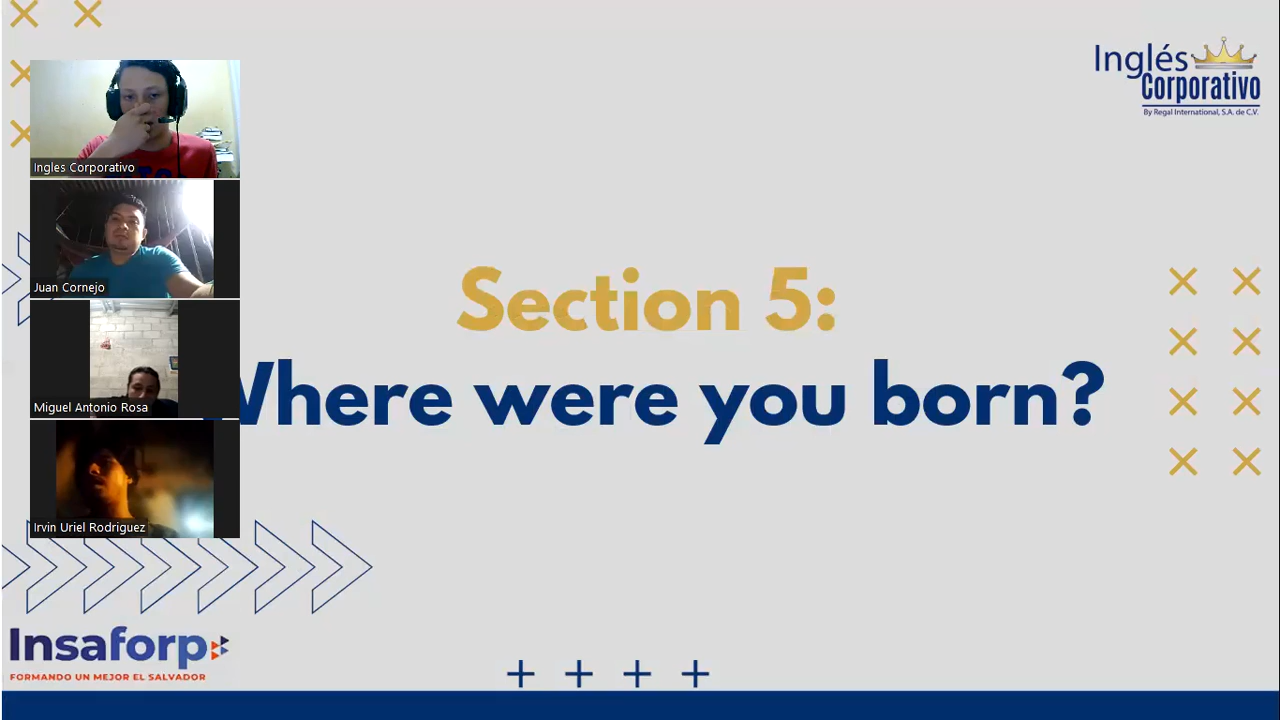 Inglés
Corporativo
By Regal International, S.A. de C.V.
Ingles Corporativo
Juan Cornejo
Miguel Antonio Rosa
Irvin Uriel Rodriguez
Section 5:
Where were you born?
Insaforp
FORMANDO UN MEJOR EL SALVADOR